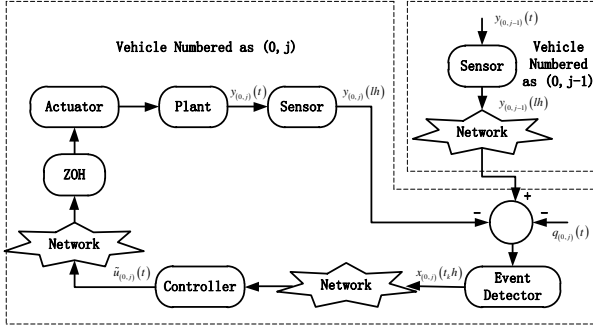 y(0,j−1)(t)
Vehicle Numbered as (0,j)
Vehicle
Numbered
as (0,j-1)
Sensor
y(0,j)(t)
y(0,j)(lh)
y(0,j−1)(lh)
Actuator
Plant
Sensor
Network
ZOH
+
−
−
q(0,j)(t)
Network
ũ(0,j)(t)
Controller
Network
x(0,j)(tkh)
Event
Detector